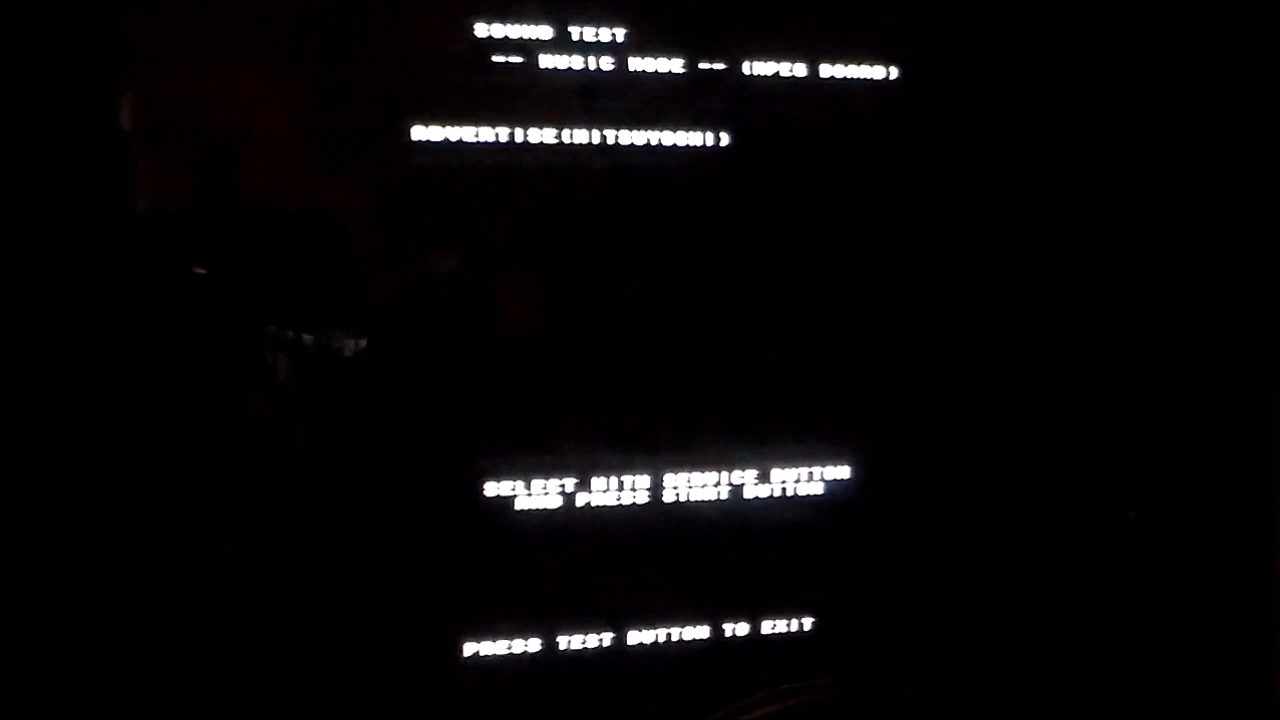 SOUND TEST
-- MUSIC MODE -- (MPEG BOARD)
ADVERTISE(MITSUYOSHI)
SELECT WITH SERVICE BUTTON
AND PRESS START BUTTON
PRESS TEST BUTTON TO EXIT